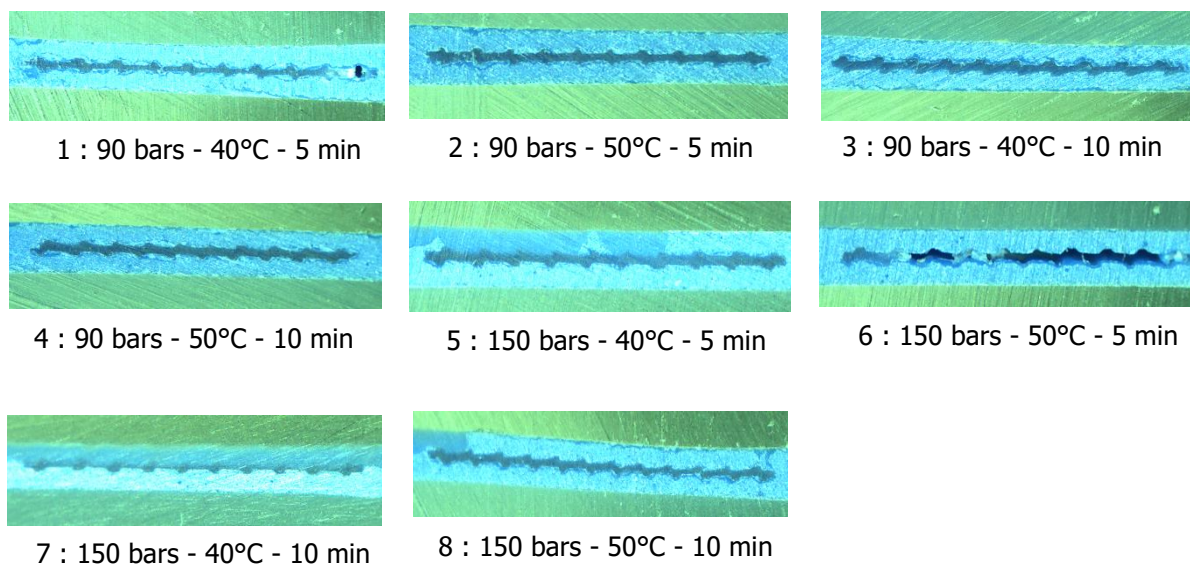 1 : 90 bars - 40°C - 5 min
2 : 90 bars - 50°C - 5 min
3 : 90 bars - 40°C - 10 min
4 : 90 bars - 50°C - 10 min
5 : 150 bars - 40°C - 5 min
6 : 150 bars - 50°C - 5 min
7 : 150 bars - 40°C - 10 min
8 : 150 bars - 50°C - 10 min